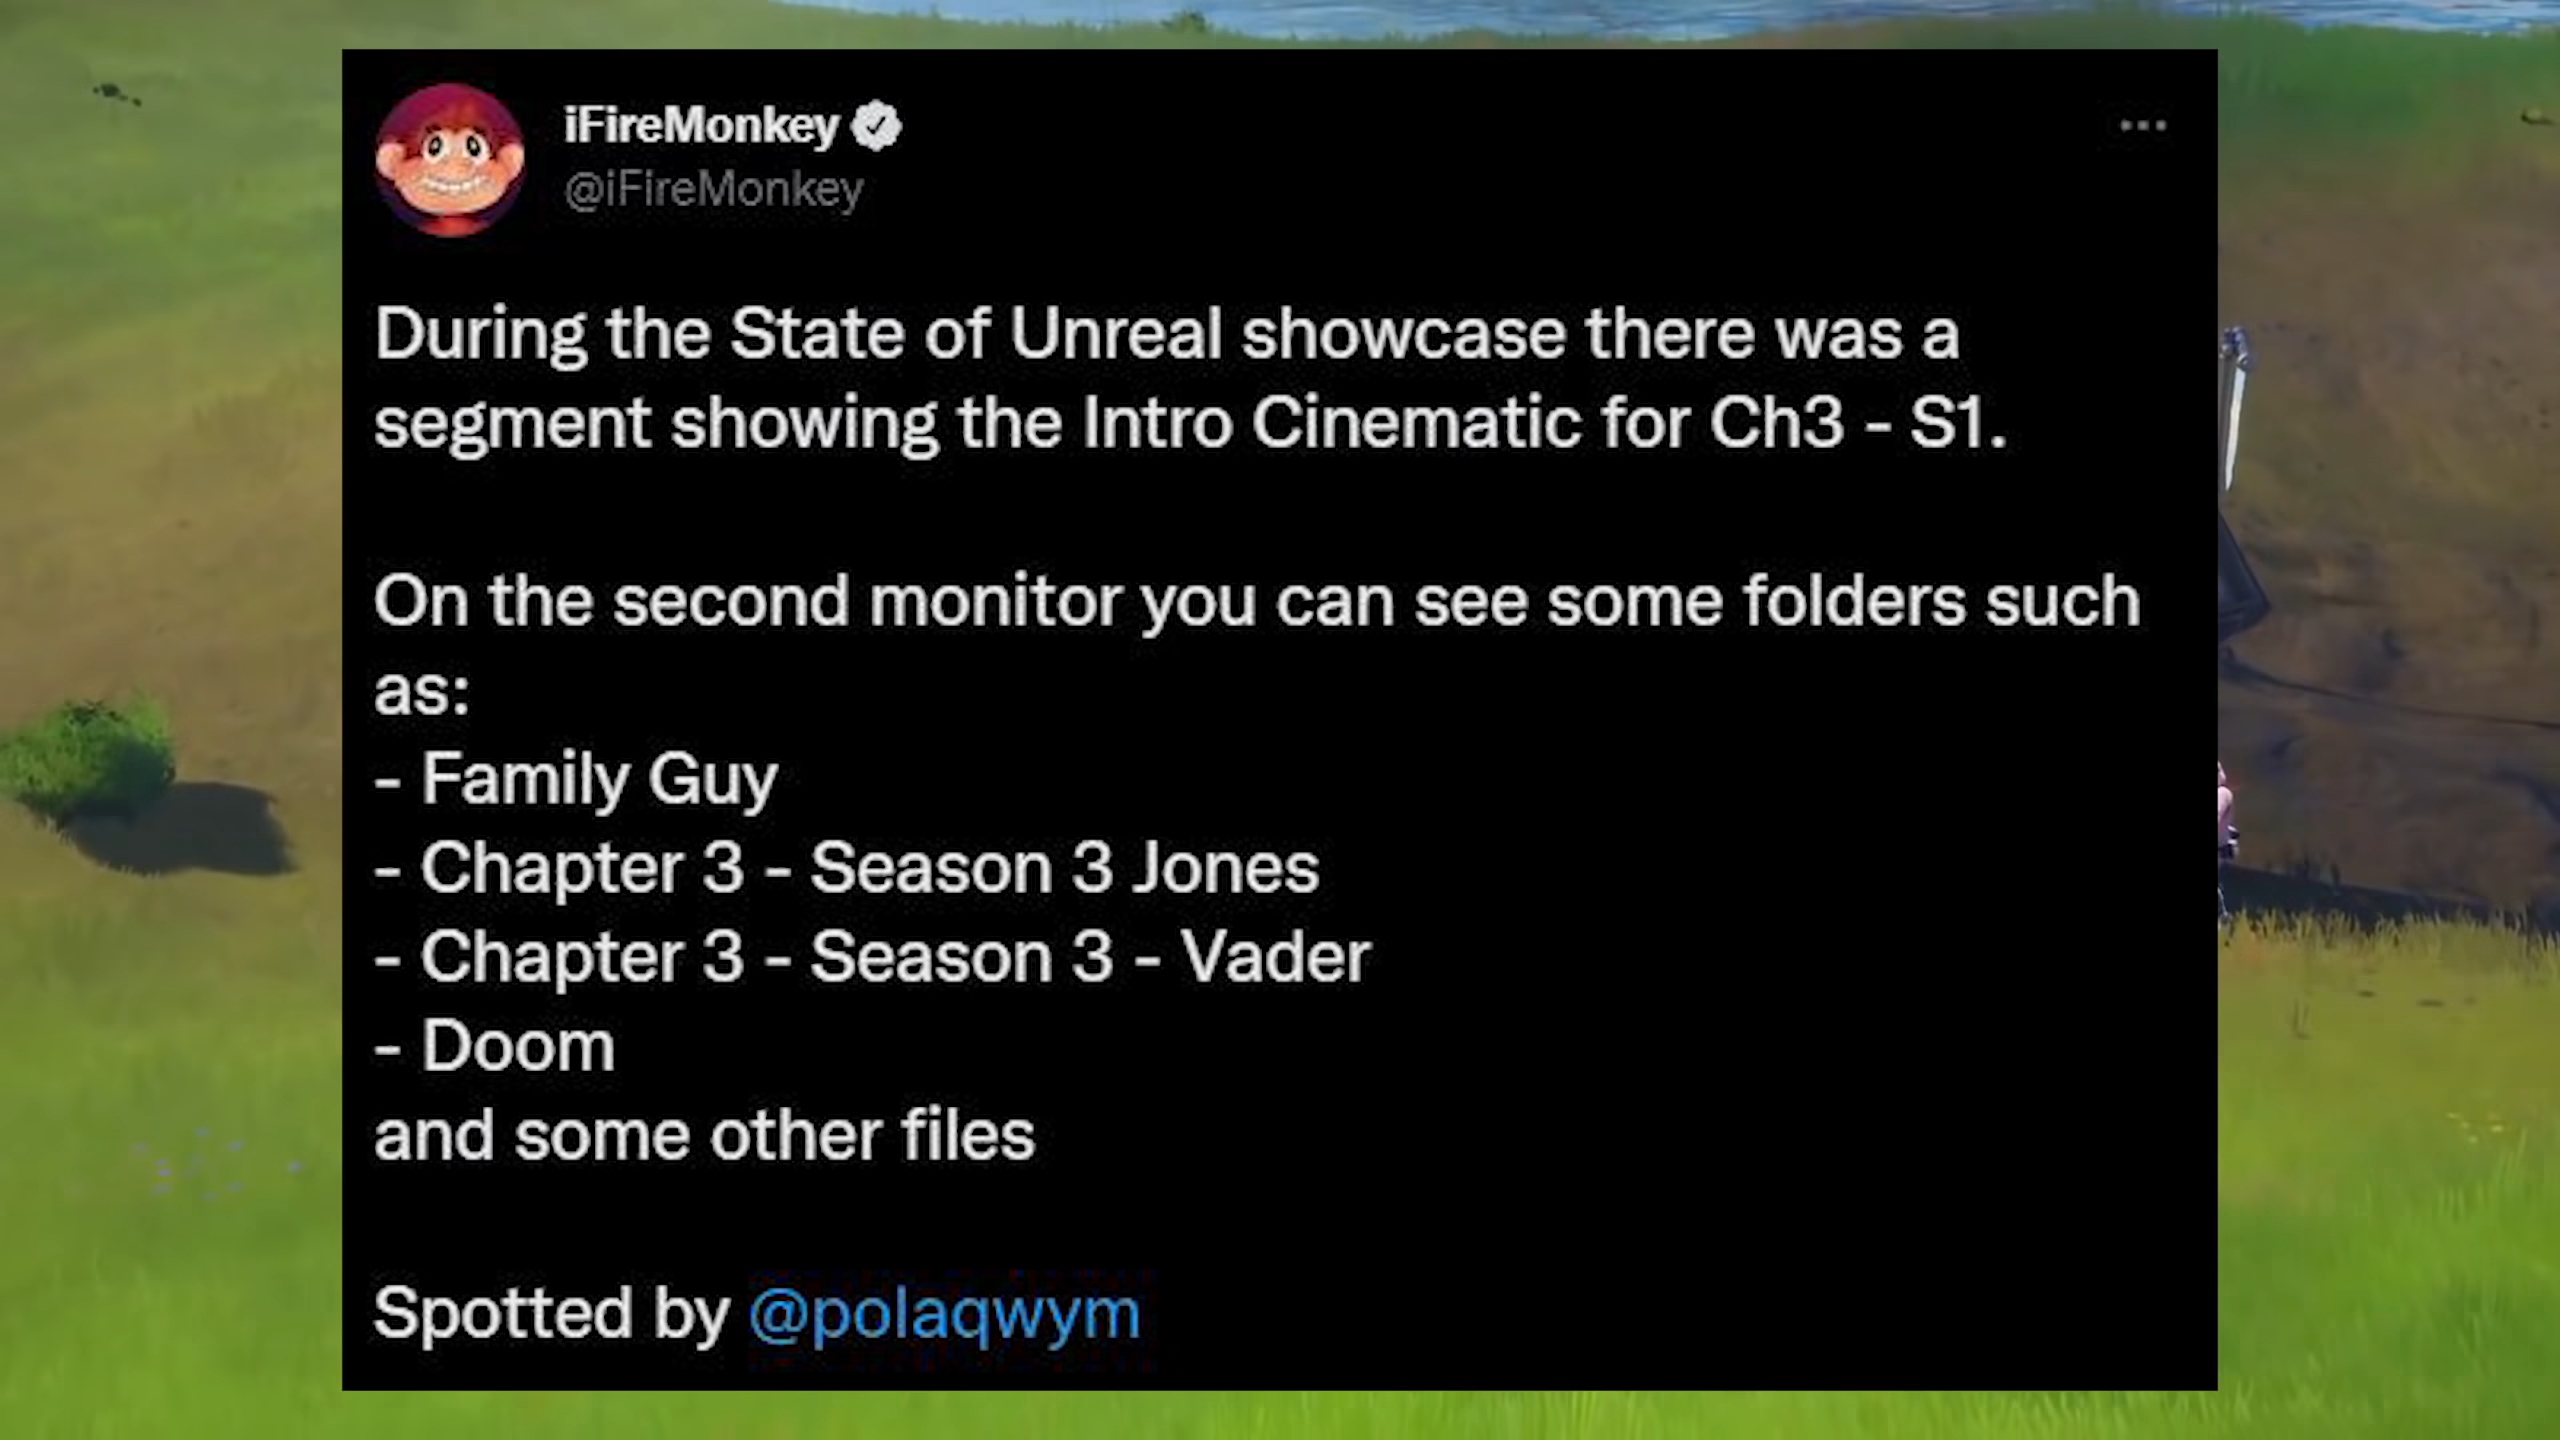 iFireMonkey
@iFireMonkey
During the State of Unreal showcase there was a
segment showing the Intro Cinematic for Ch3 - S1.
On the second monitor you can see some folders such
as:
- Family Guy
- Chapter 3 - Season 3 Jones
- Chapter 3 - Season 3 - Vader
- Doom
and some other files
Spotted by @polaqwym